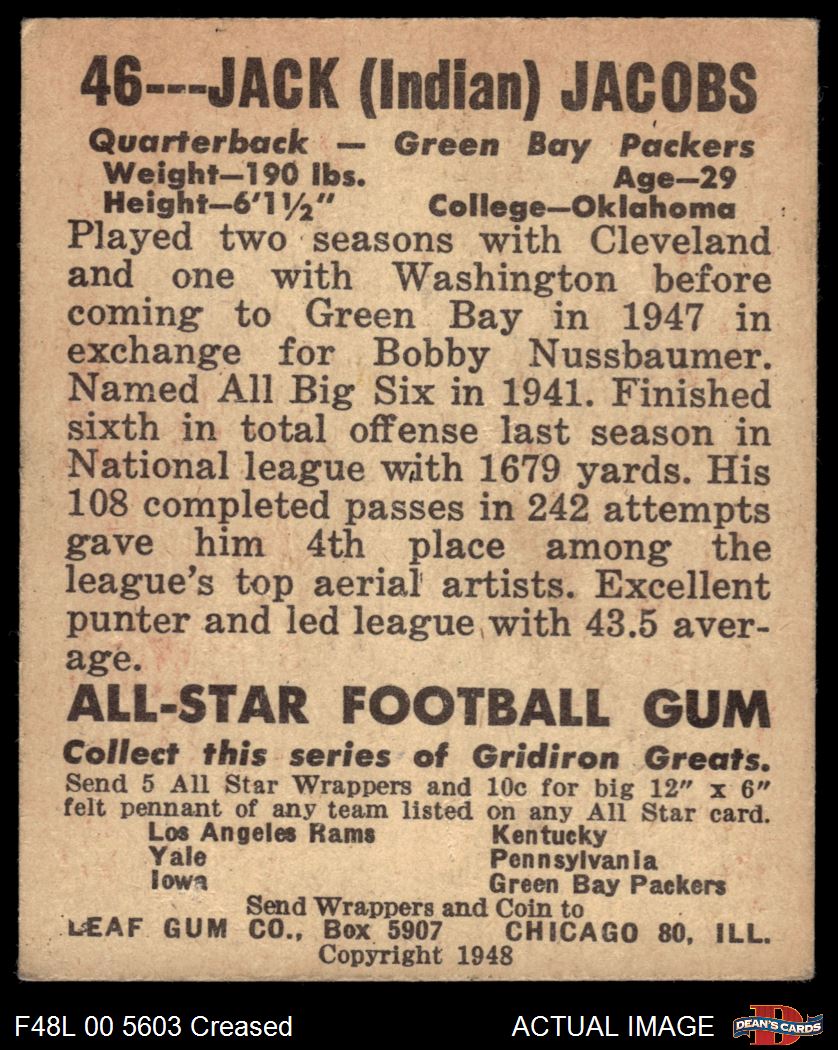 46---JACK (Indian) JACOBS
Quarterback — Green Bay Packers
Weight—190 lbs. Age—29
Height—6'1½" College—Oklahoma
Played two seasons with Cleveland
and one with Washington before
coming to Green Bay in 1947 in
exchange for Bobby Nussbaumer.
Named All Big Six in 1941. Finished
sixth in total offense last season in
National league with 1679 yards. His
108 completed passes in 242 attempts
gave him 4th place among the
league's top aerial artists. Excellent
punter and led league with 43.5 aver-
age.
ALL-STAR FOOTBALL GUM
Collect this series of Gridiron Greats.
Send 5 All Star Wrappers and 10c for big 12" x 6"
felt pennant of any team listed on any All Star card.
Los Angeles Rams Kentucky
Yale Pennsylvania
Iowa Green Bay Packers
Send Wrappers and Coin to
LEAF GUM CO., Box 5907 CHICAGO 80, ILL.
Copyright 1948
F48L 00 5603 Creased ACTUAL IMAGE DEAN'S CARDS